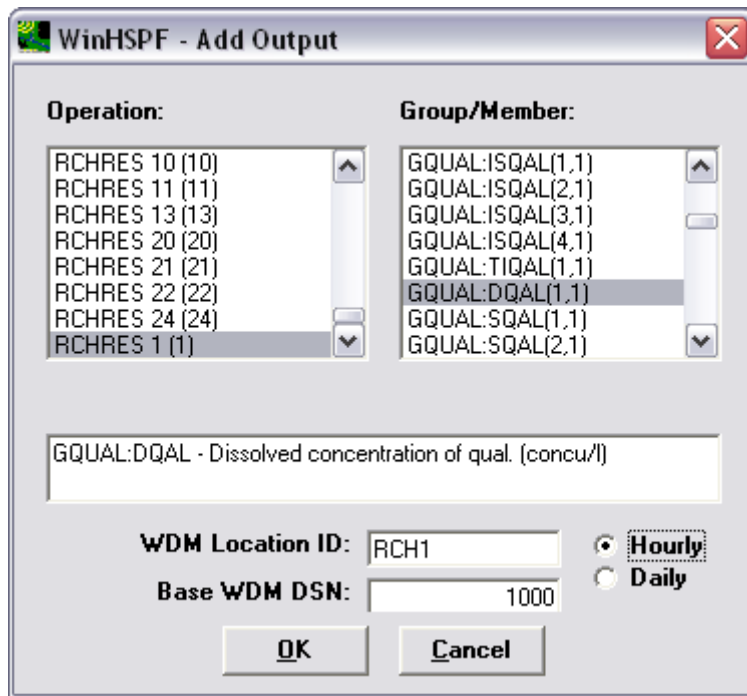 WinHSPF - Add Output
Operation:
RCHRES 10 (10)
RCHRES 11 (11)
RCHRES 13 (13)
RCHRES 20 (20)
RCHRES 21 (21)
RCHRES 22 (22)
RCHRES 24 (24)
RCHRES 1 (1)
Group/Member:
GQUAL:ISQAL(1,1)
GQUAL:ISQAL(2,1)
GQUAL:ISQAL(3,1)
GQUAL:ISQAL(4,1)
GQUAL:TIQAL(1,1)
GQUAL:DQAL(1,1)
GQUAL:SQAL(1,1)
GQUAL:SQAL(2,1)
GQUAL:DQAL - Dissolved concentration of qual. (concu/l)
WDM Location ID: RCH1
Base WDM DSN: 1000
Hourly
Daily
OK
Cancel